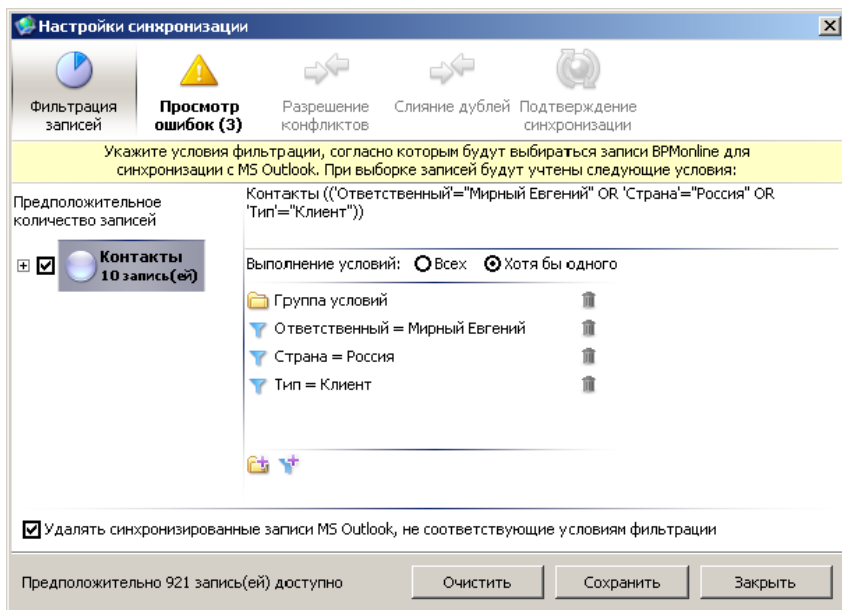 Настройки синхронизации
Фильтрация
записей
Просмотр
ошибок (3)
Разрешение
конфликтов
Слияние дублей
Подтверждение
синхронизации
Укажите условия фильтрации, согласно которым будут выбираться записи BPMonline для
синхронизации с MS Outlook. При выборке записей будут учтены следующие условия:
Предположительное
количество записей
Контакты
10 запись(ей)
Контакты (('Ответственный'="Мирный Евгений" OR 'Страна'="Россия" OR
'Тип'="Клиент"))
Выполнение условий: Всех Хотя бы одного
Группа условий
Ответственный = Мирный Евгений
Страна = Россия
Тип = Клиент
Удалять синхронизированные записи MS Outlook, не соответствующие условиям фильтрации
Предположительно 921 запись(ей) доступно
Очистить
Сохранить
Закрыть